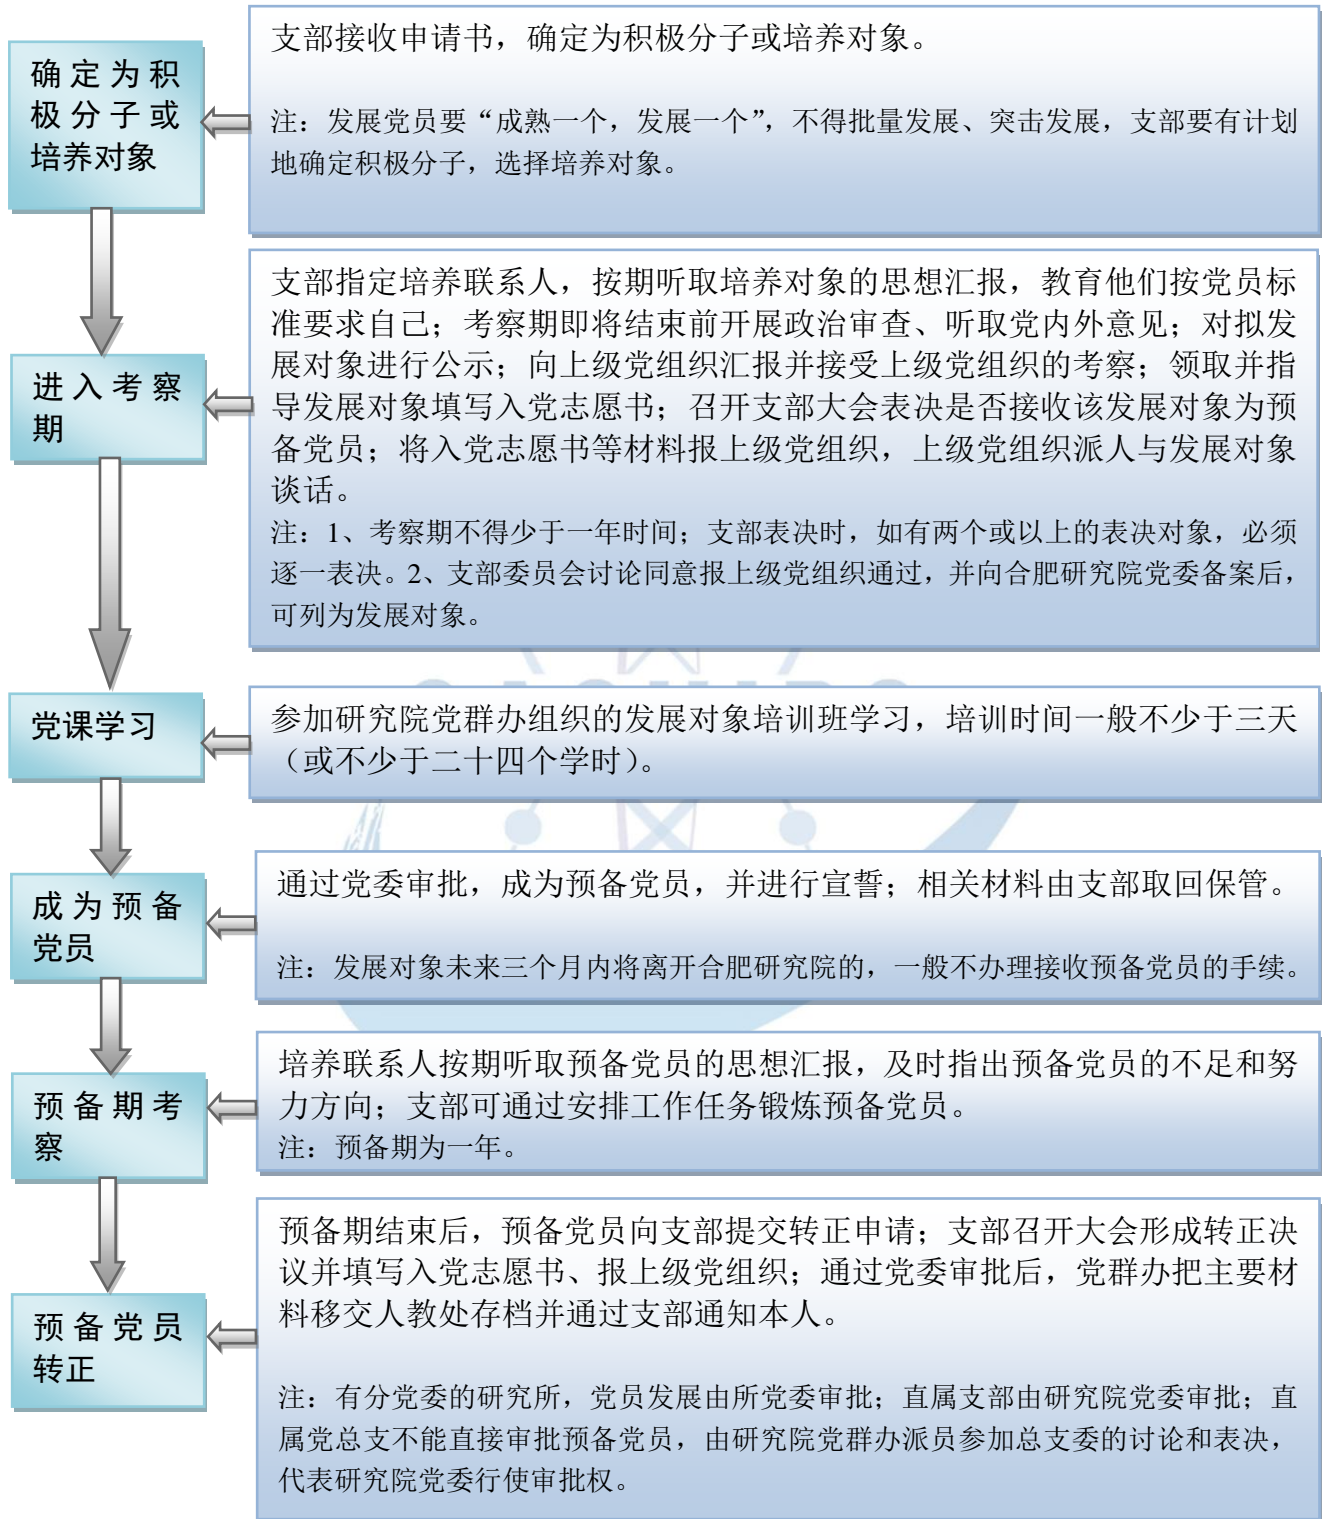 支部接收申请书，确定为积极分子或培养对象。
确定为积
极分子或
培养对象
注：发展党员要“成熟一个，发展一个”，不得批量发展、突击发展，支部要有计划
地确定积极分子，选择培养对象。
支部指定培养联系人，按期听取培养对象的思想汇报，教育他们按党员标
准要求自己；考察期即将结束前开展政治审查、听取党内外意见；对拟发
展对象进行公示；向上级党组织汇报并接受上级党组织的考察；领取并指
导发展对象填写入党志愿书；召开支部大会表决是否接收该发展对象为预
备党员；将入党志愿书等材料报上级党组织，上级党组织派人与发展对象
谈话。
进入考察
期
注：1、考察期不得少于一年时间；支部表决时，如有两个或以上的表决对象，必须
逐一表决。2、支部委员会讨论同意报上级党组织通过，并向合肥研究院党委备案后，
可列为发展对象。
党课学习
参加研究院党群办组织的发展对象培训班学习，培训时间一般不少于三天
（或不少于二十四个学时）。
成为预备
党员
通过党委审批，成为预备党员，并进行宣誓；相关材料由支部取回保管。
注：发展对象未来三个月内将离开合肥研究院的，一般不办理接收预备党员的手续。
预备期考
察
培养联系人按期听取预备党员的思想汇报，及时指出预备党员的不足和努
力方向；支部可通过安排工作任务锻炼预备党员。
注：预备期为一年。
预备党员
转正
预备期结束后，预备党员向支部提交转正申请；支部召开大会形成转正决
议并填写入党志愿书、报上级党组织；通过党委审批后，党群办把主要材
料移交人教处存档并通过支部通知本人。
注：有分党委的研究所，党员发展由所党委审批；直属支部由研究院党委审批；直
属党总支不能直接审批预备党员，由研究院党群办派员参加总支委的讨论和表决，
代表研究院党委行使审批权。